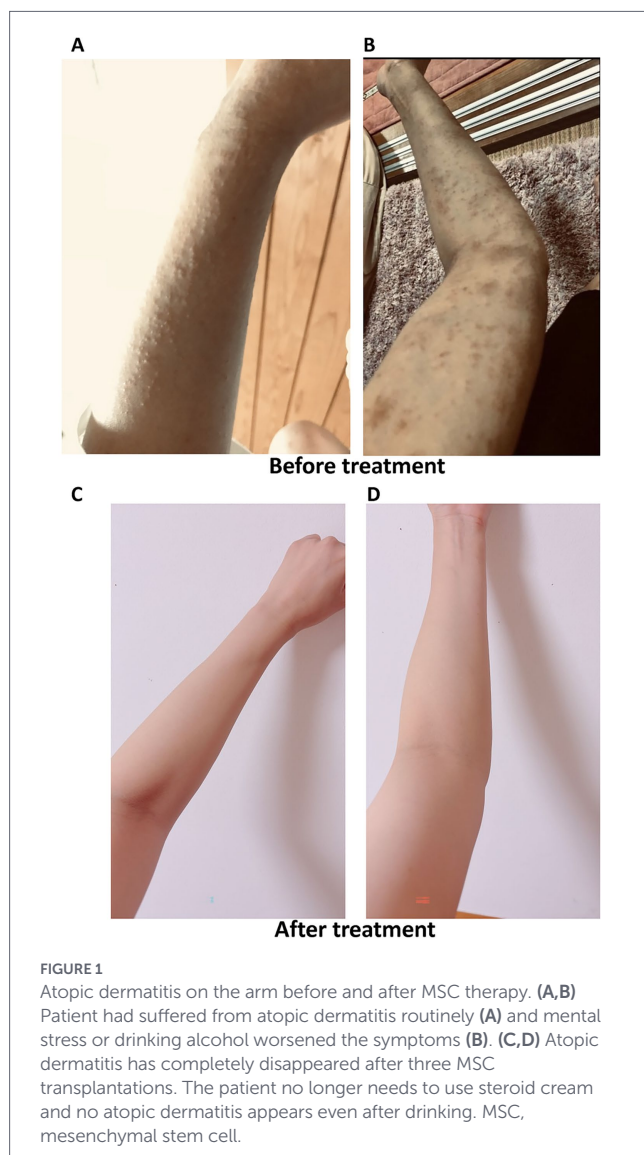 A
B
Before treatment
C
D
After treatment
FIGURE 1
Atopic dermatitis on the arm before and after MSC therapy. (A,B)
Patient had suffered from atopic dermatitis routinely (A) and mental
stress or drinking alcohol worsened the symptoms (B). (C,D) Atopic
dermatitis has completely disappeared after three MSC
transplantations. The patient no longer needs to use steroid cream
and no atopic dermatitis appears even after drinking. MSC,
mesenchymal stem cell.